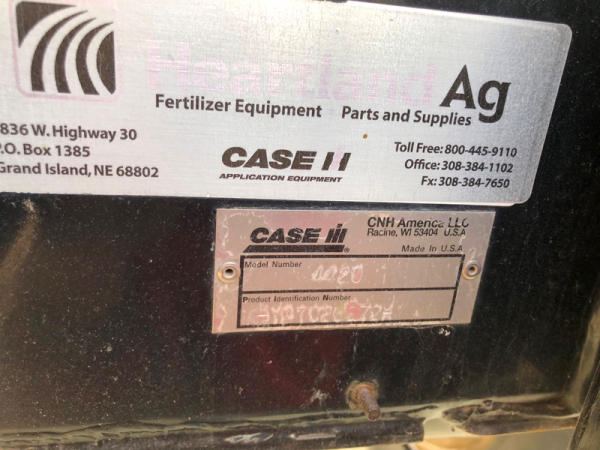 Heartland Ag
Fertilizer Equipment Parts and Supplies
836 W. Highway 30
P.O. Box 1385
Grand Island, NE 68802
CASE IH
APPLICATION EQUIPMENT
Toll Free: 800-445-9110
Office: 308-384-1102
Fx: 308-384-7650
CASE IH
CNH America LLC
Racine, WI 53404 U.S.A
Made In U.S.A
Model Number
Product Identification Number